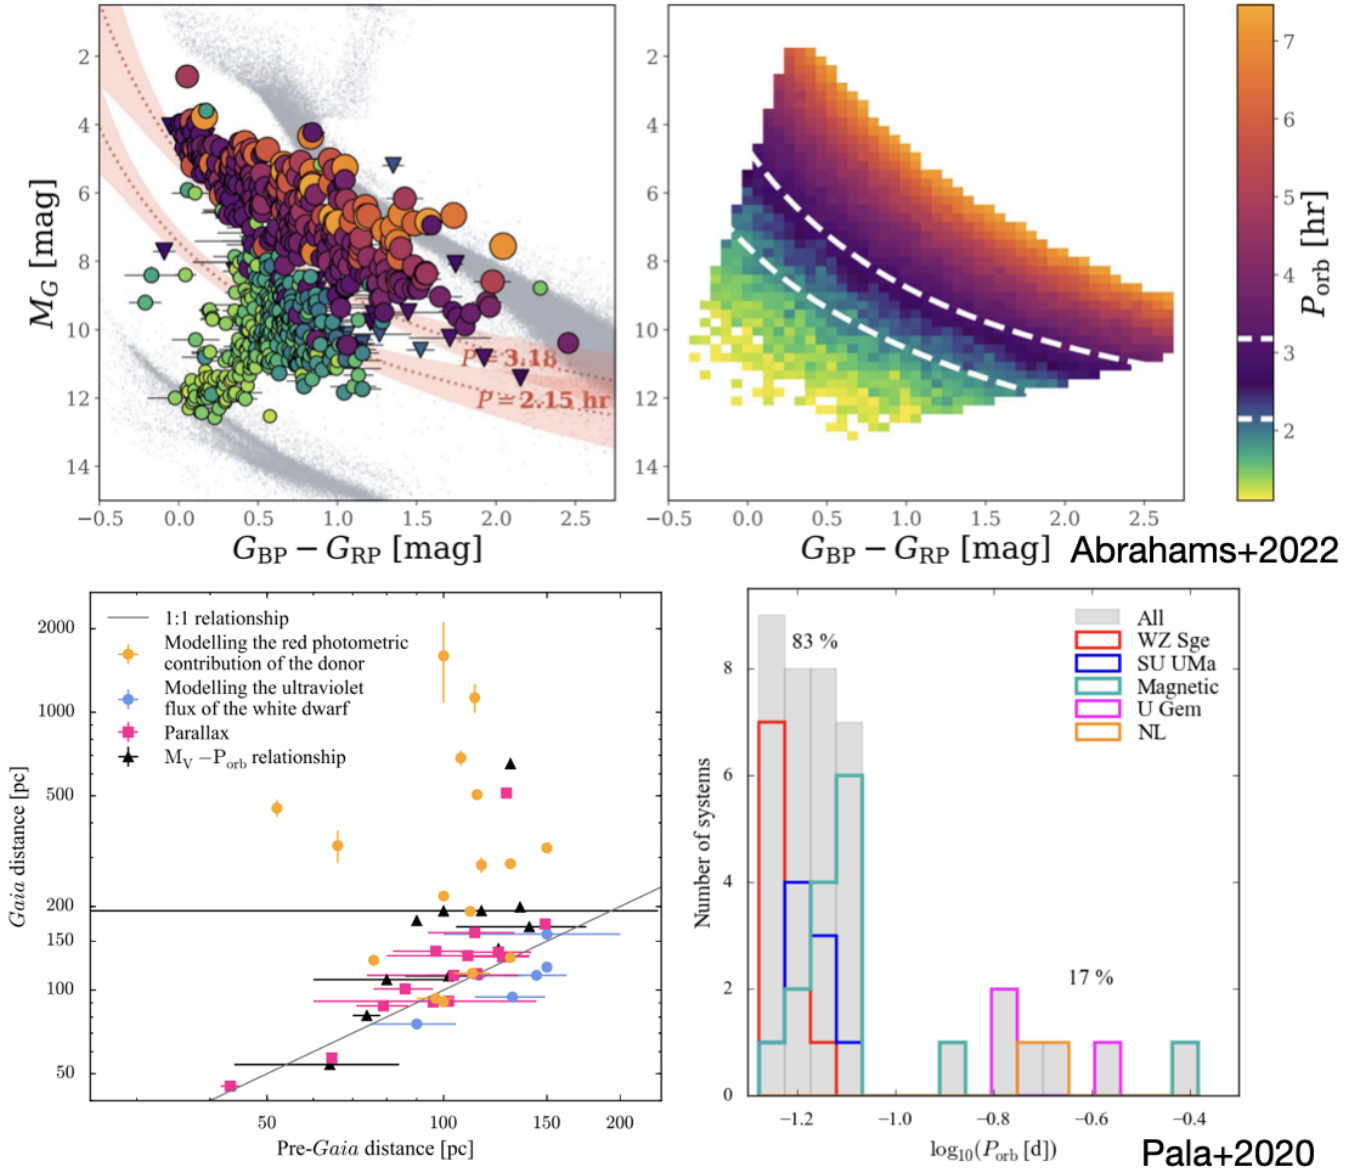 2
4
6
8
10
12
14
M_G [mag]
P = 3.18
P = 2.15 hr
−0.5 0.0 0.5 1.0 1.5 2.0 2.5
G_BP − G_RP [mag]
2
4
6
8
10
12
14
−0.5 0.0 0.5 1.0 1.5 2.0 2.5
G_BP − G_RP [mag]
7
6
5
4
3
2
P_orb [hr]
Abrahams+2022
1:1 relationship
Modelling the red photometric
contribution of the donor
Modelling the ultraviolet
flux of the white dwarf
Parallax
M_V −P_orb relationship
2000
1000
500
200
150
100
50
Gaia distance [pc]
50 100 150 200
Pre-Gaia distance [pc]
83 %
17 %
All
WZ Sge
SU UMa
Magnetic
U Gem
NL
8
6
4
2
0
Number of systems
−1.2 −1.0 −0.8 −0.6 −0.4
log10(P_orb [d])
Pala+2020